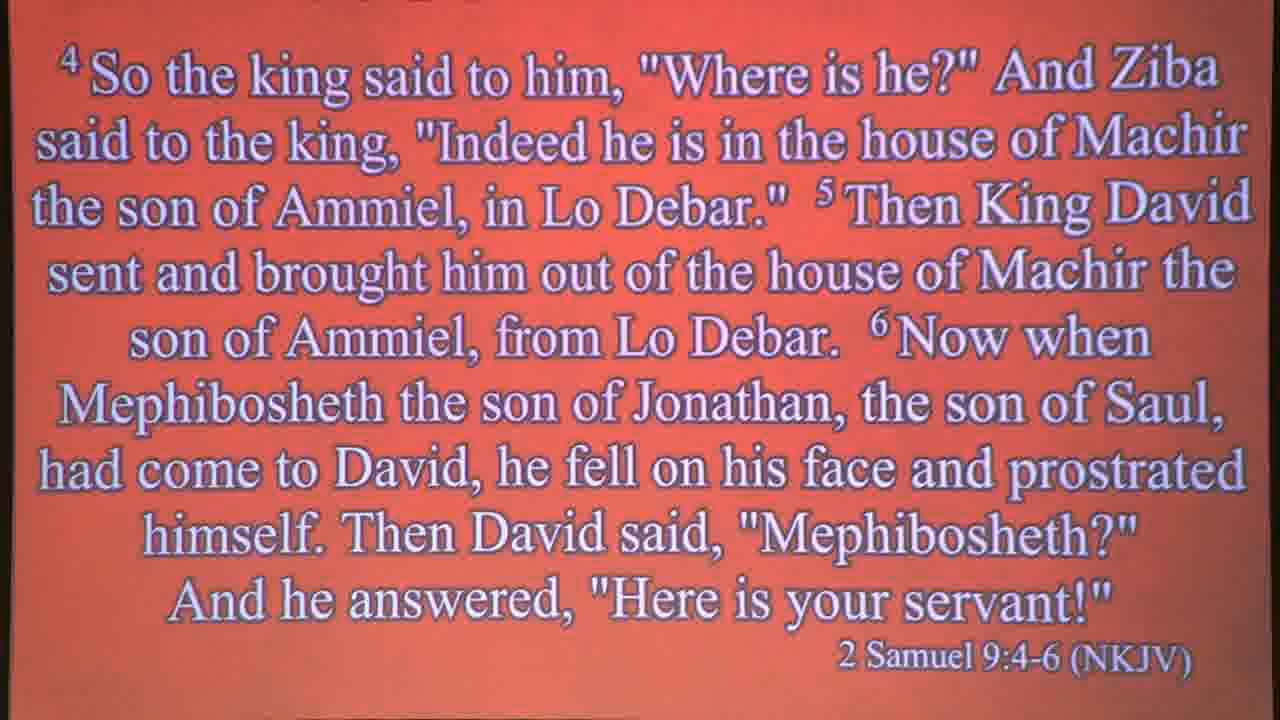 4 So the king said to him, "Where is he?" And Ziba
said to the king, "Indeed he is in the house of Machir
the son of Ammiel, in Lo Debar." 5 Then King David
sent and brought him out of the house of Machir the
son of Ammiel, from Lo Debar. 6 Now when
Mephibosheth the son of Jonathan, the son of Saul,
had come to David, he fell on his face and prostrated
himself. Then David said, "Mephibosheth?"
And he answered, "Here is your servant!"
2 Samuel 9:4-6 (NKJV)